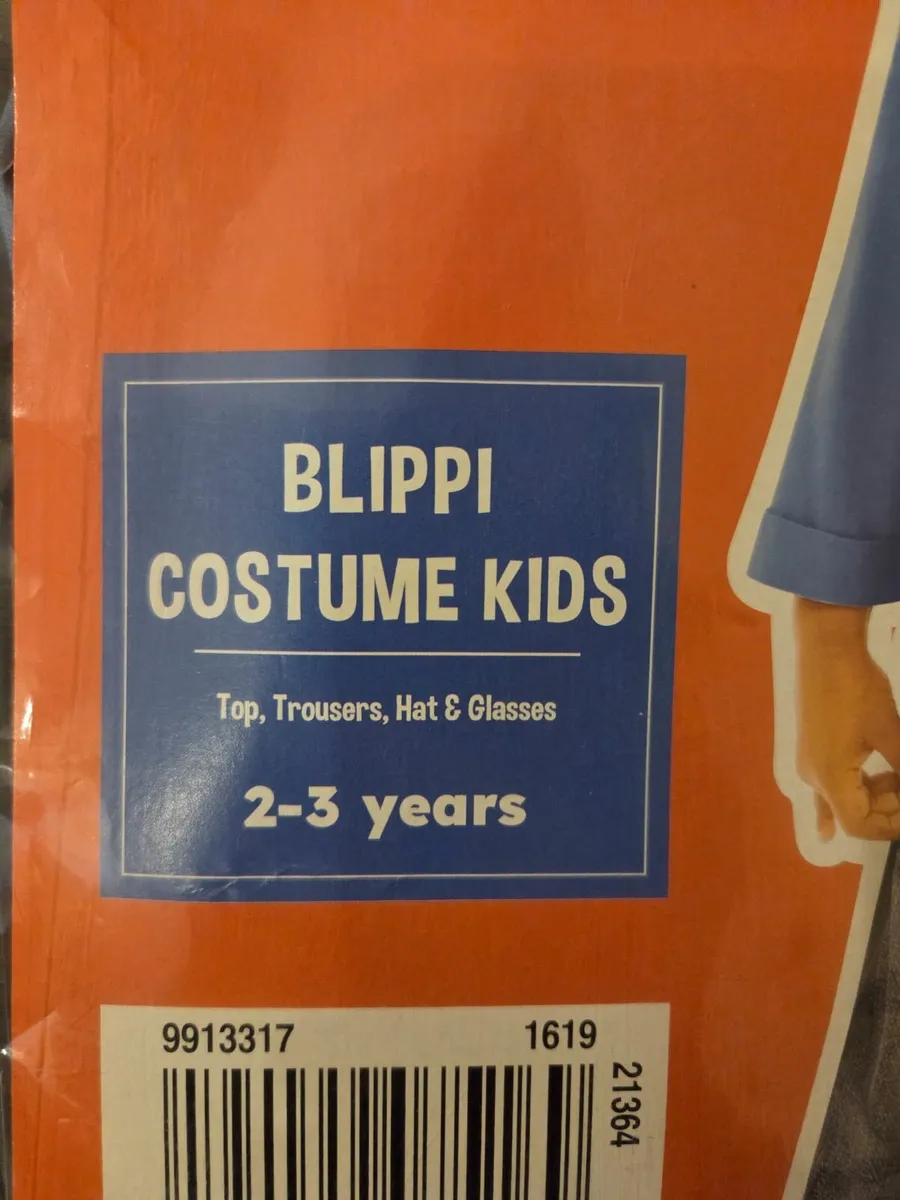 BLIPPI
COSTUME KIDS
Top, Trousers, Hat & Glasses
2-3 years
9913317 1619
21364